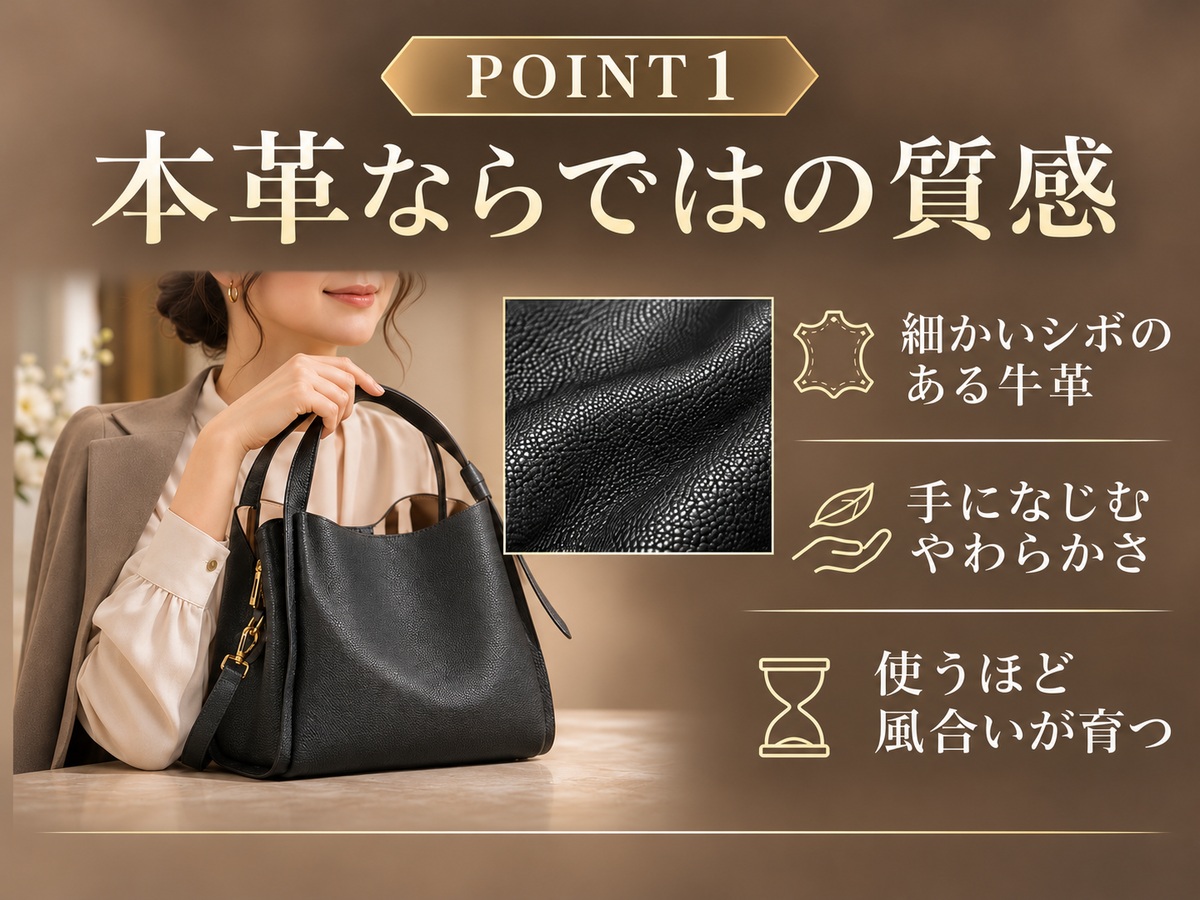 POINT 1
本革ならではの質感
細かいシボの
ある牛革
手になじむ
やわらかさ
使うほど
風合いが育つ